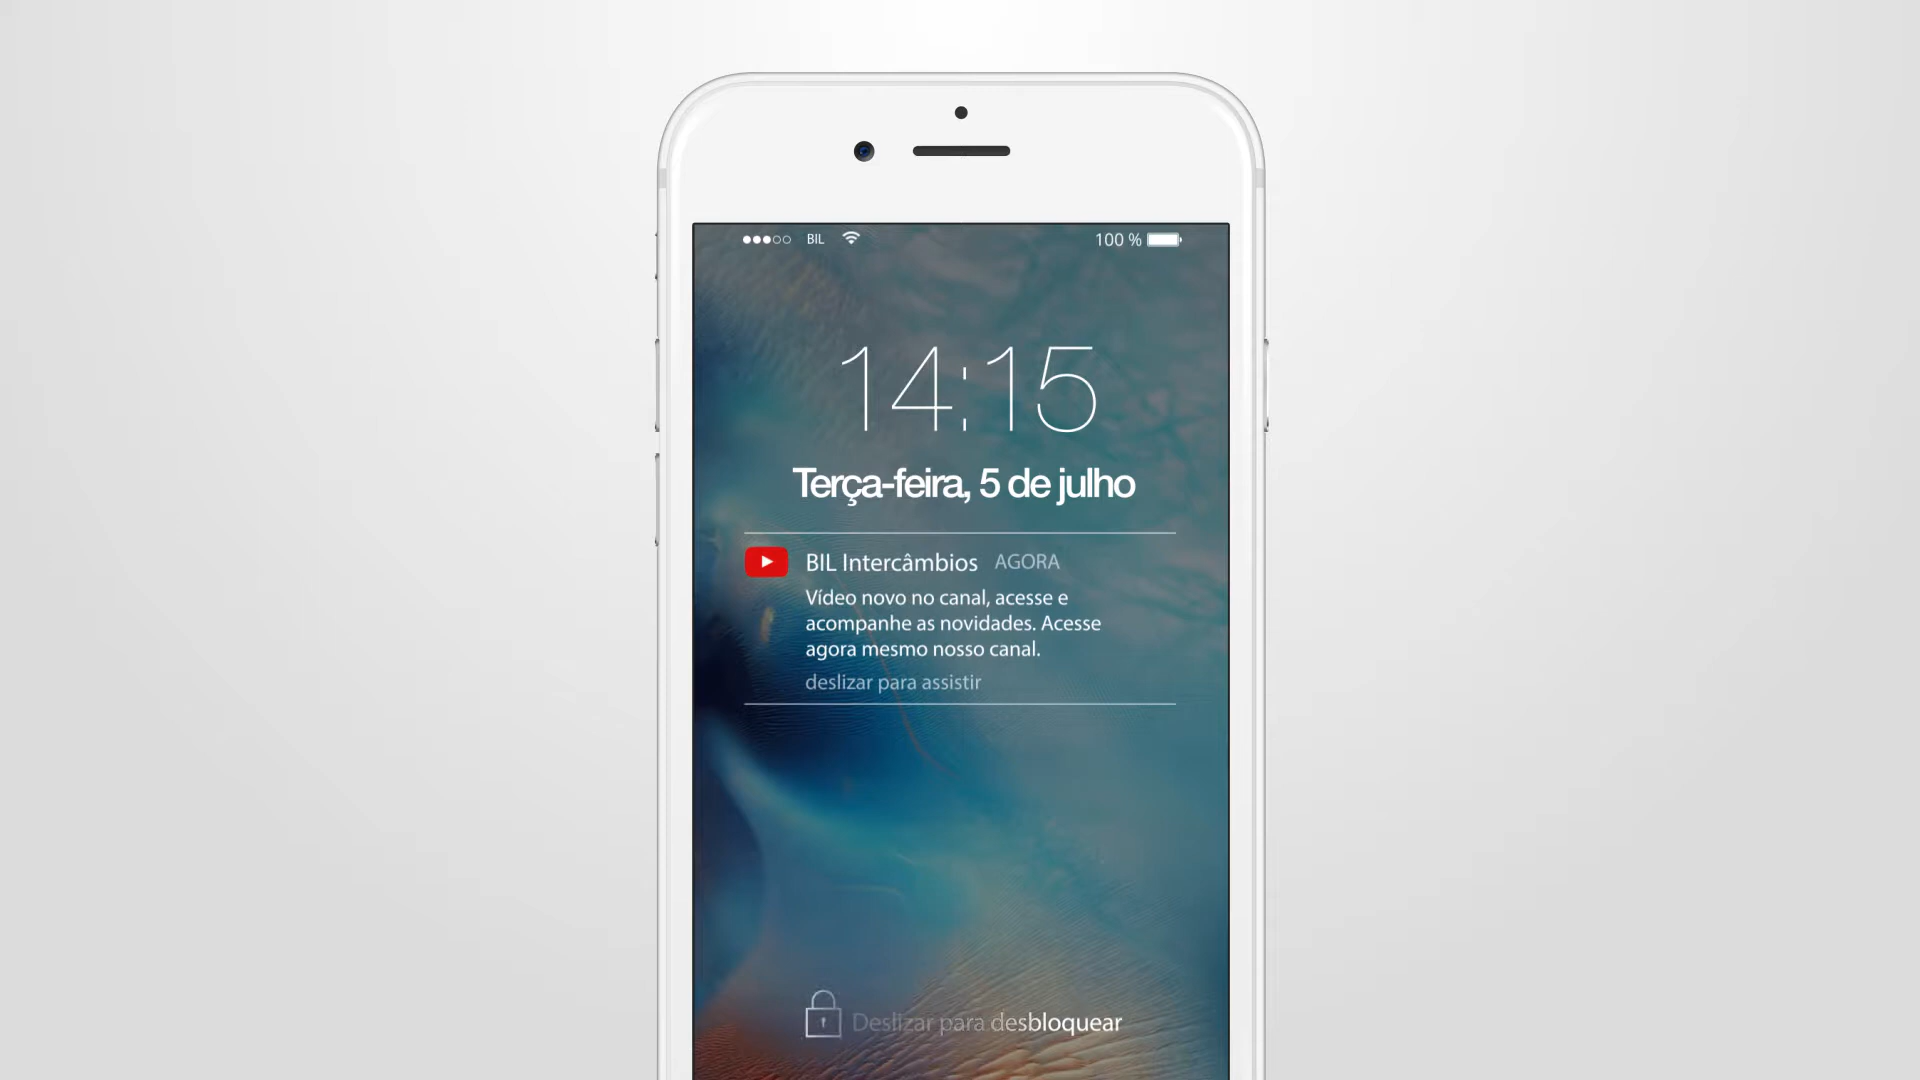 BIL 100 %
14:15
Terça-feira, 5 de julho
BIL Intercâmbios AGORA
Vídeo novo no canal, acesse e
acompanhe as novidades. Acesse
agora mesmo nosso canal.
deslizar para assistir
Deslizar para desbloquear